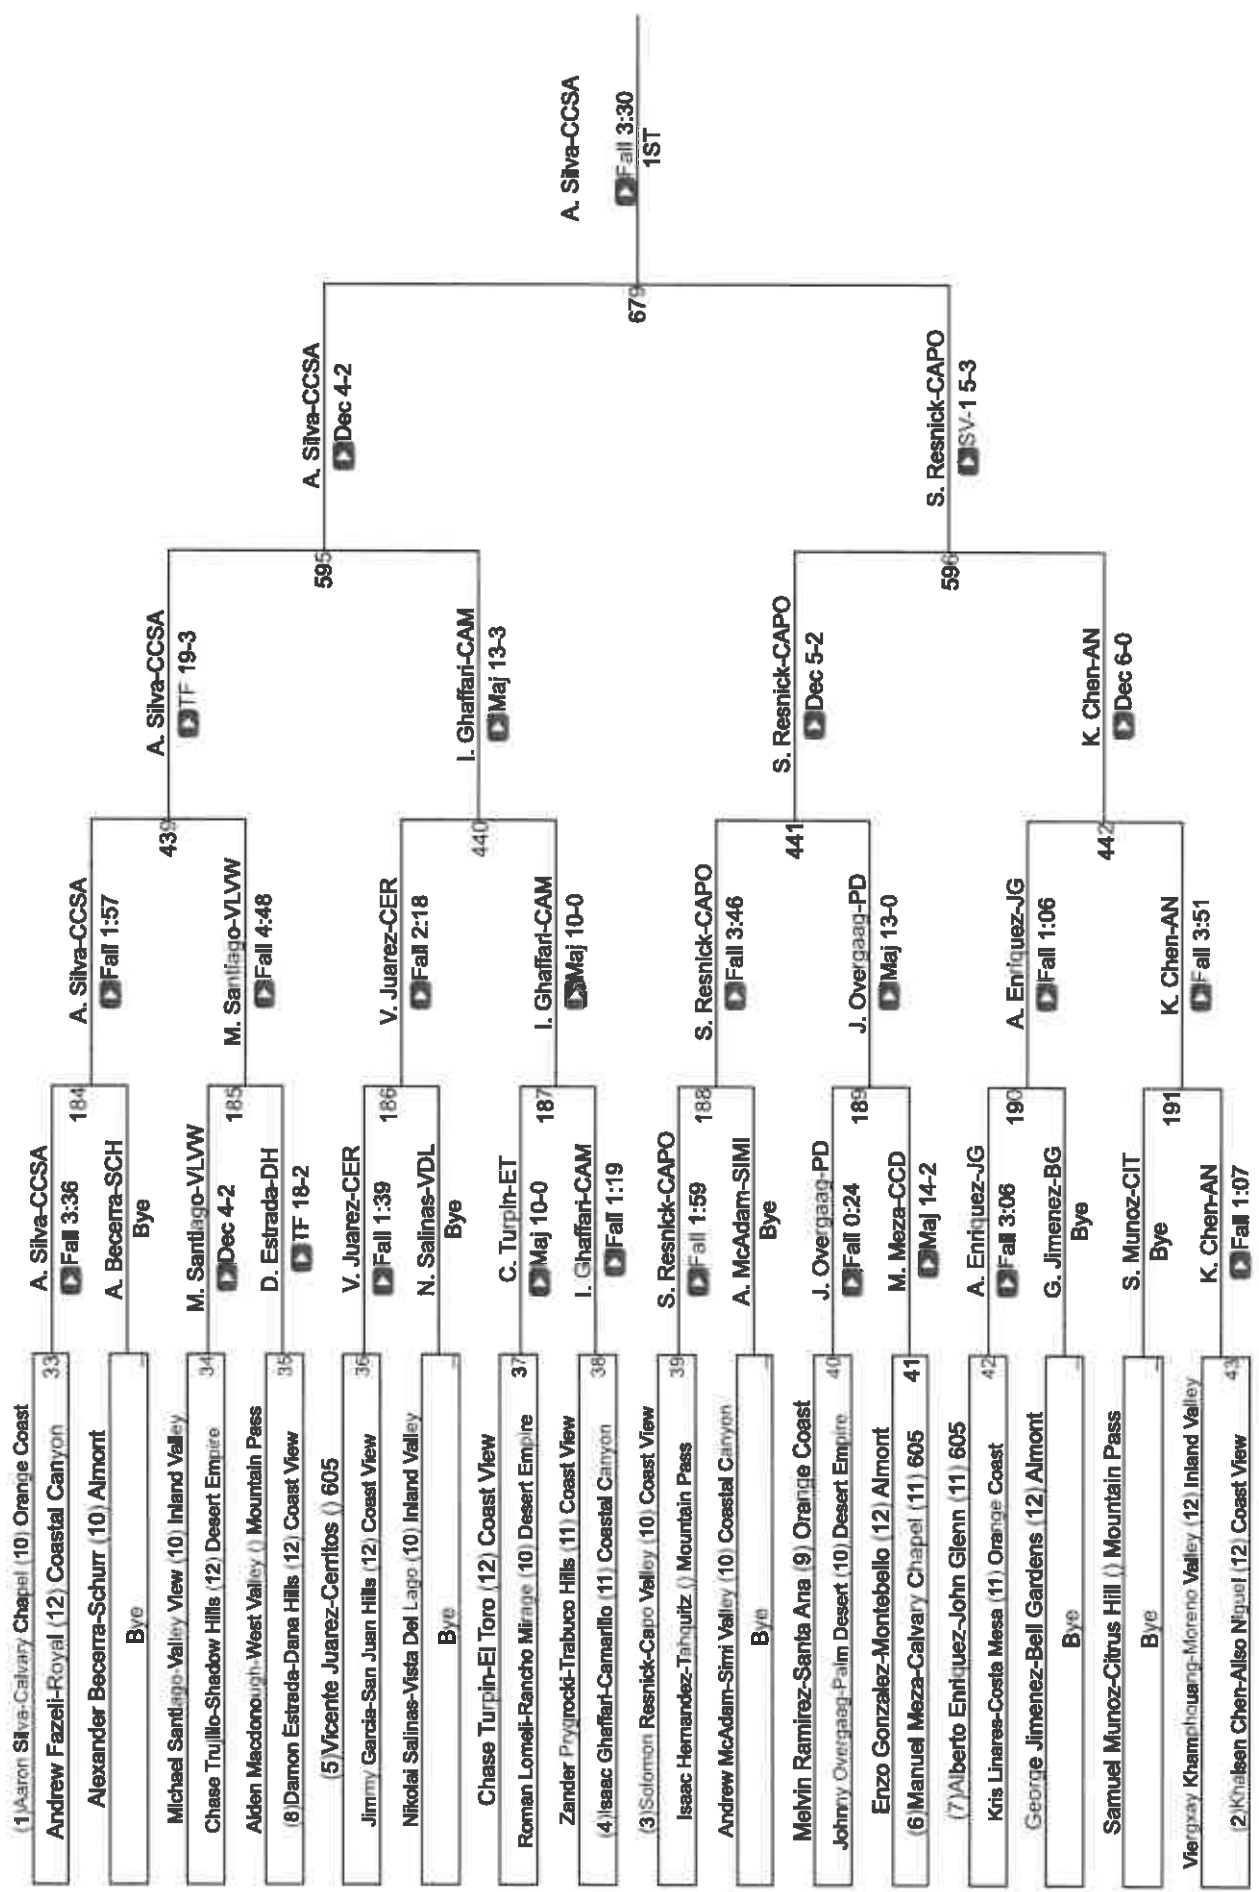 (1)Aaron Silva-Calvary Chapel (10) Orange Coast
33
Andrew Fazeli-Royal (12) Coastal Canyon
Alexander Becerra-Schurr (10) Almont
Bye
Michael Santiago-Valley View (10) Inland Valley
34
Chase Trujillo-Shadow Hills (12) Desert Empire
Alden Macdonough-West Valley () Mountain Pass
35
(8)Damon Estrada-Dana Hills (12) Coast View
(5)Vicente Juarez-Cerritos () 605
36
Jimmy Garcia-San Juan Hills (12) Coast View
Nikolai Salinas-Vista Del Lago (10) Inland Valley
Bye
Chase Turpin-El Toro (12) Coast View
37
Roman Lomeli-Rancho Mirage (10) Desert Empire
Zander Prygrocki-Trabuco Hills (11) Coast View
38
(4)Isaac Ghaffari-Camarillo (11) Coastal Canyon
(3)Solomon Resnick-Capo Valley (10) Coast View
39
Isaac Hernandez-Tahquitz () Mountain Pass
Andrew McAdam-Simi Valley (10) Coastal Canyon
Bye
Melvin Ramirez-Santa Ana (9) Orange Coast
40
Johnny Overgaag-Palm Desert (10) Desert Empire
Enzo Gonzalez-Montebello (12) Almont
41
(6)Manuel Meza-Calvary Chapel (11) 605
(7)Alberto Enriquez-John Glenn (11) 605
42
Kris Linares-Costa Mesa (11) Orange Coast
George Jimenez-Bell Gardens (12) Almont
Bye
Samuel Munoz-Citrus Hill () Mountain Pass
Bye
Viergxay Khamphouang-Moreno Valley (12) Inland Valley
43
(2)Khalsen Chen-Aliso Niguel (12) Coast View
A. Silva-CCSA
Fall 3:36
184
A. Becerra-SCH
Bye
M. Santiago-VLVW
Dec 4-2
185
D. Estrada-DH
TF 18-2
V. Juarez-CER
Fall 1:39
186
N. Salinas-VDL
Bye
C. Turpin-ET
Maj 10-0
187
I. Ghaffari-CAM
Fall 1:19
S. Resnick-CAPO
Fall 1:59
188
A. McAdam-SIMI
Bye
J. Overgaag-PD
Fall 0:24
189
M. Meza-CCD
Maj 14-2
A. Enriquez-JG
Fall 3:06
190
G. Jimenez-BG
Bye
S. Munoz-CIT
Bye
191
K. Chen-AN
Fall 1:07
A. Silva-CCSA
Fall 1:57
439
M. Santiago-VLVW
Fall 4:48
V. Juarez-CER
Fall 2:18
440
I. Ghaffari-CAM
Maj 10-0
S. Resnick-CAPO
Fall 3:46
441
J. Overgaag-PD
Maj 13-0
A. Enriquez-JG
Fall 1:06
442
K. Chen-AN
Fall 3:51
A. Silva-CCSA
TF 19-3
595
I. Ghaffari-CAM
Maj 13-3
S. Resnick-CAPO
Dec 5-2
596
K. Chen-AN
Dec 6-0
A. Silva-CCSA
Dec 4-2
679
S. Resnick-CAPO
SV-1 5-3
A. Silva-CCSA
Fall 3:30
1ST